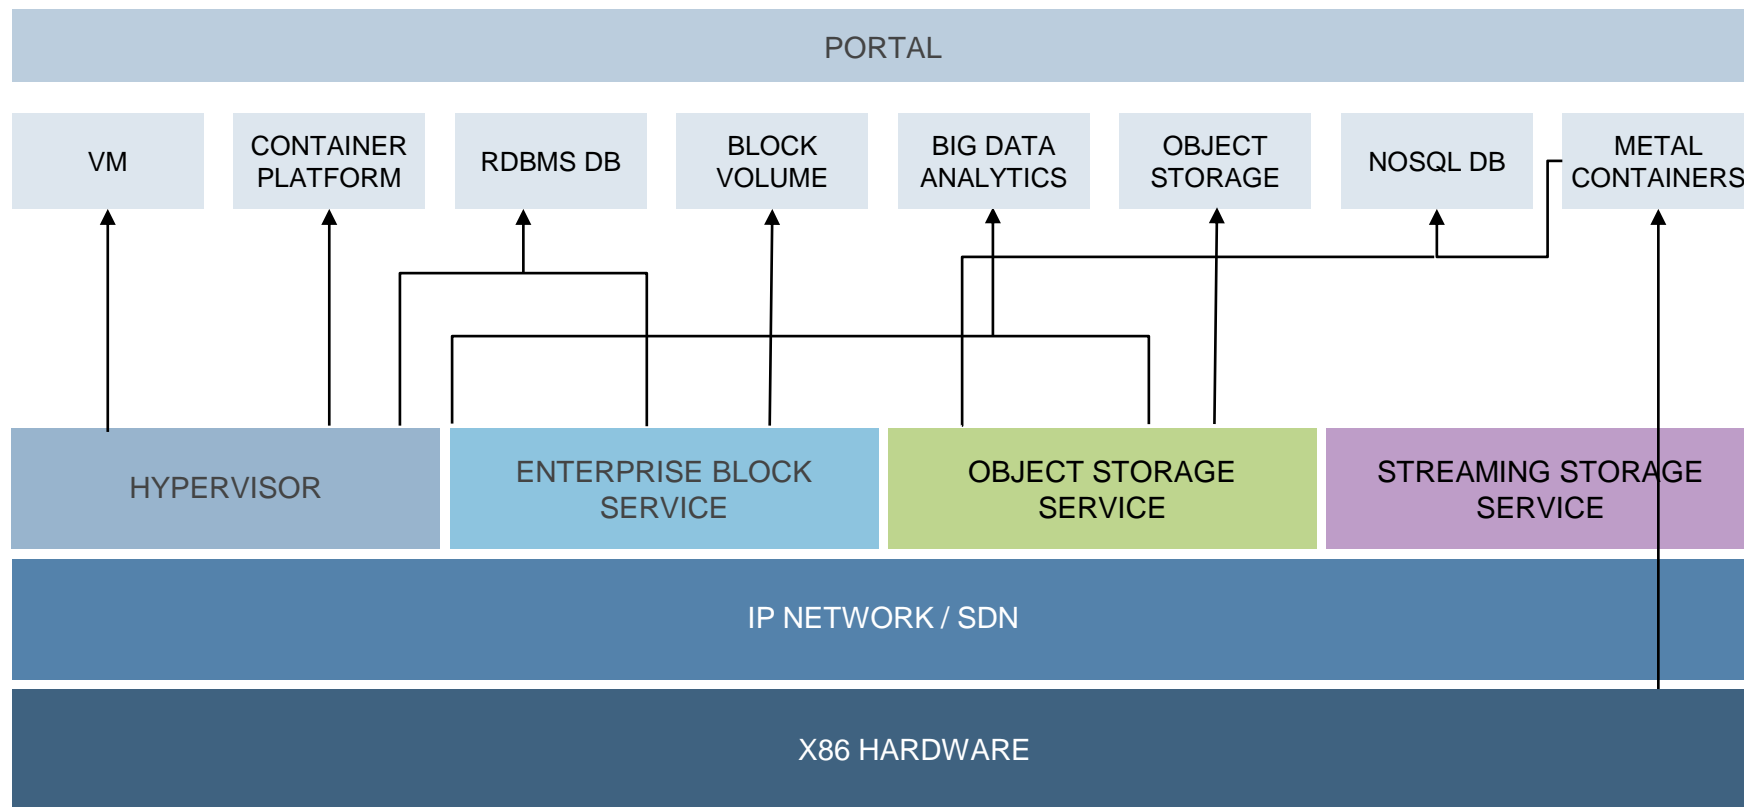 PORTAL
VM
CONTAINER
PLATFORM
RDBMS DB
BLOCK
VOLUME
BIG DATA
ANALYTICS
OBJECT
STORAGE
NOSQL DB
METAL
CONTAINERS
HYPERVISOR
ENTERPRISE BLOCK
SERVICE
OBJECT STORAGE
SERVICE
STREAMING STORAGE
SERVICE
IP NETWORK / SDN
X86 HARDWARE